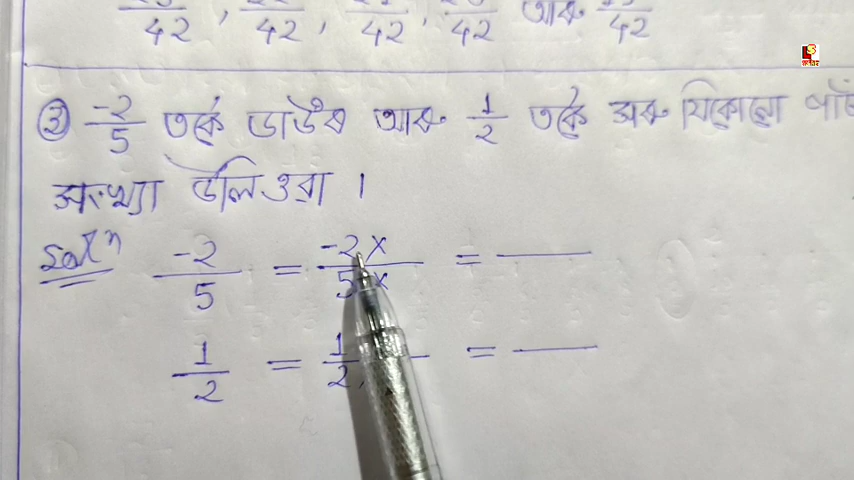 42 , 42 , 42 , 42 আৰু 42
③ -2/5 তকৈ ডাঙৰ আৰু 1/2 তকৈ সৰু যিকোনো
সংখ্যা উলিওৱা ।
Solⁿ -2/5 = -2×/5× = ―
1/2 = 1/2 = ―